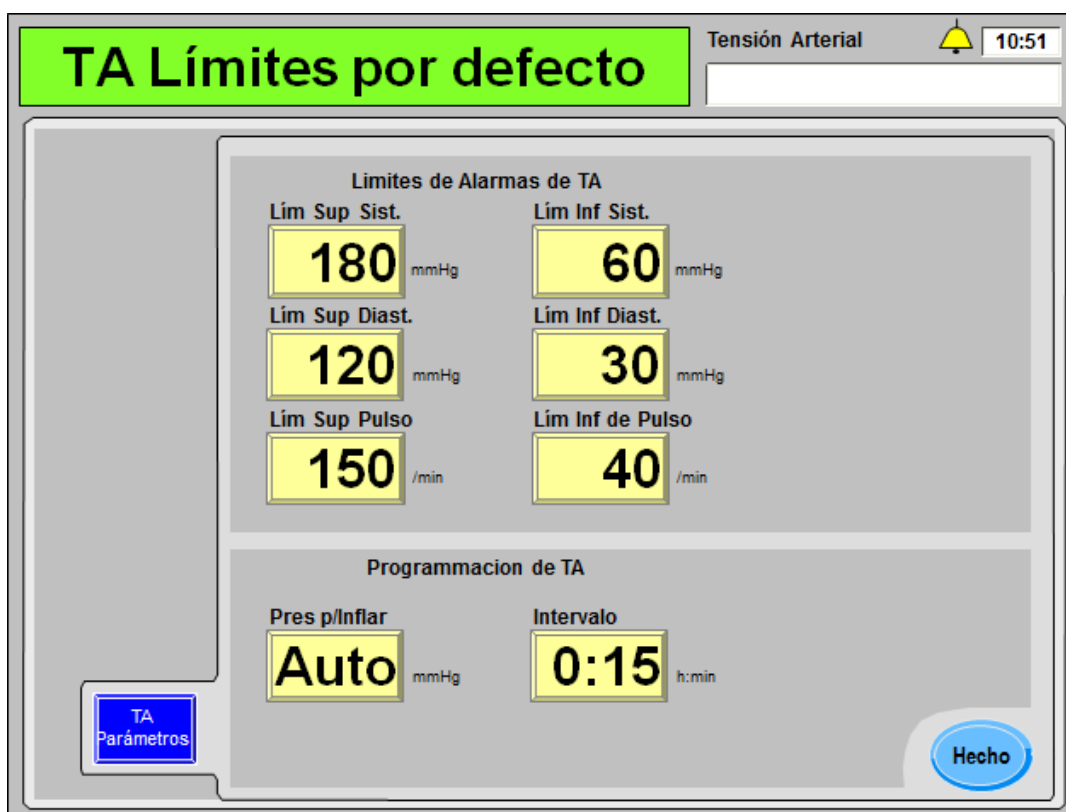 TA Límites por defecto
Tensión Arterial
10:51
Limites de Alarmas de TA
Lím Sup Sist.
Lím Inf Sist.
180 mmHg
60 mmHg
Lím Sup Diast.
Lím Inf Diast.
120 mmHg
30 mmHg
Lím Sup Pulso
Lím Inf de Pulso
150 /min
40 /min
Programmacion de TA
Pres p/Inflar
Intervalo
Auto mmHg
0:15 h:min
TA
Parámetros
Hecho